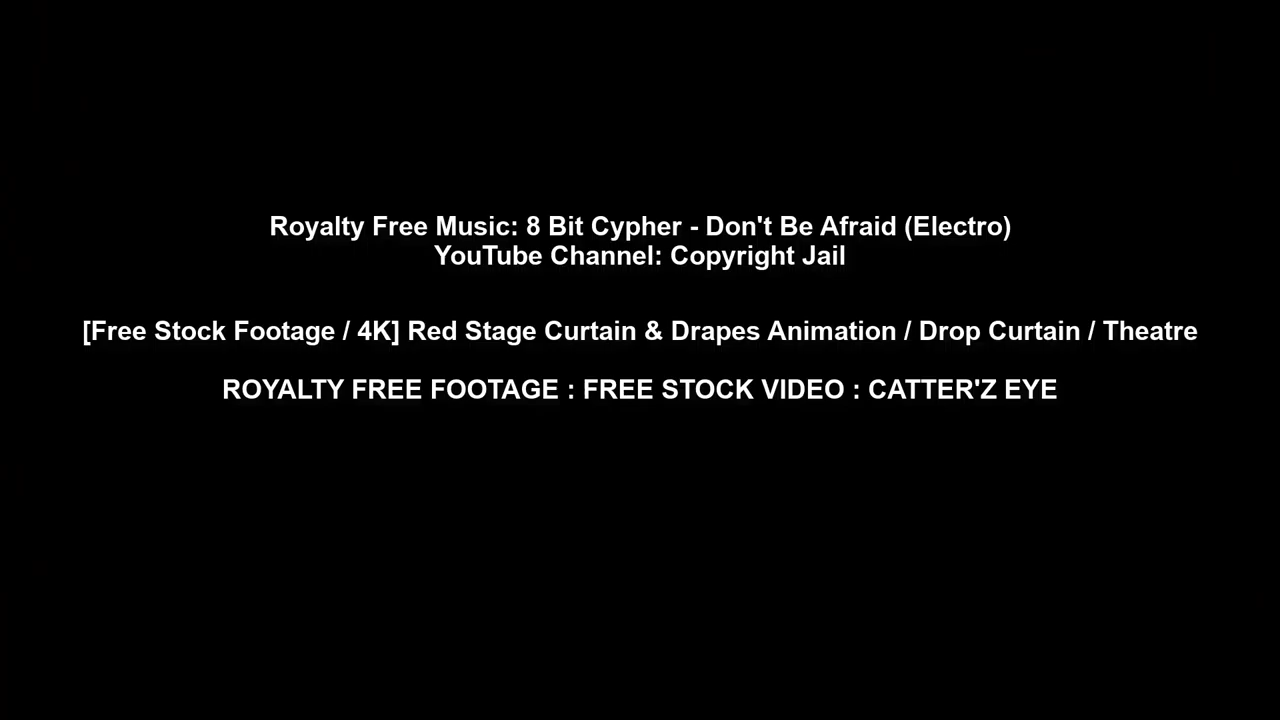 Royalty Free Music: 8 Bit Cypher - Don't Be Afraid (Electro)
YouTube Channel: Copyright Jail
[Free Stock Footage / 4K] Red Stage Curtain & Drapes Animation / Drop Curtain / Theatre
ROYALTY FREE FOOTAGE : FREE STOCK VIDEO : CATTER'Z EYE